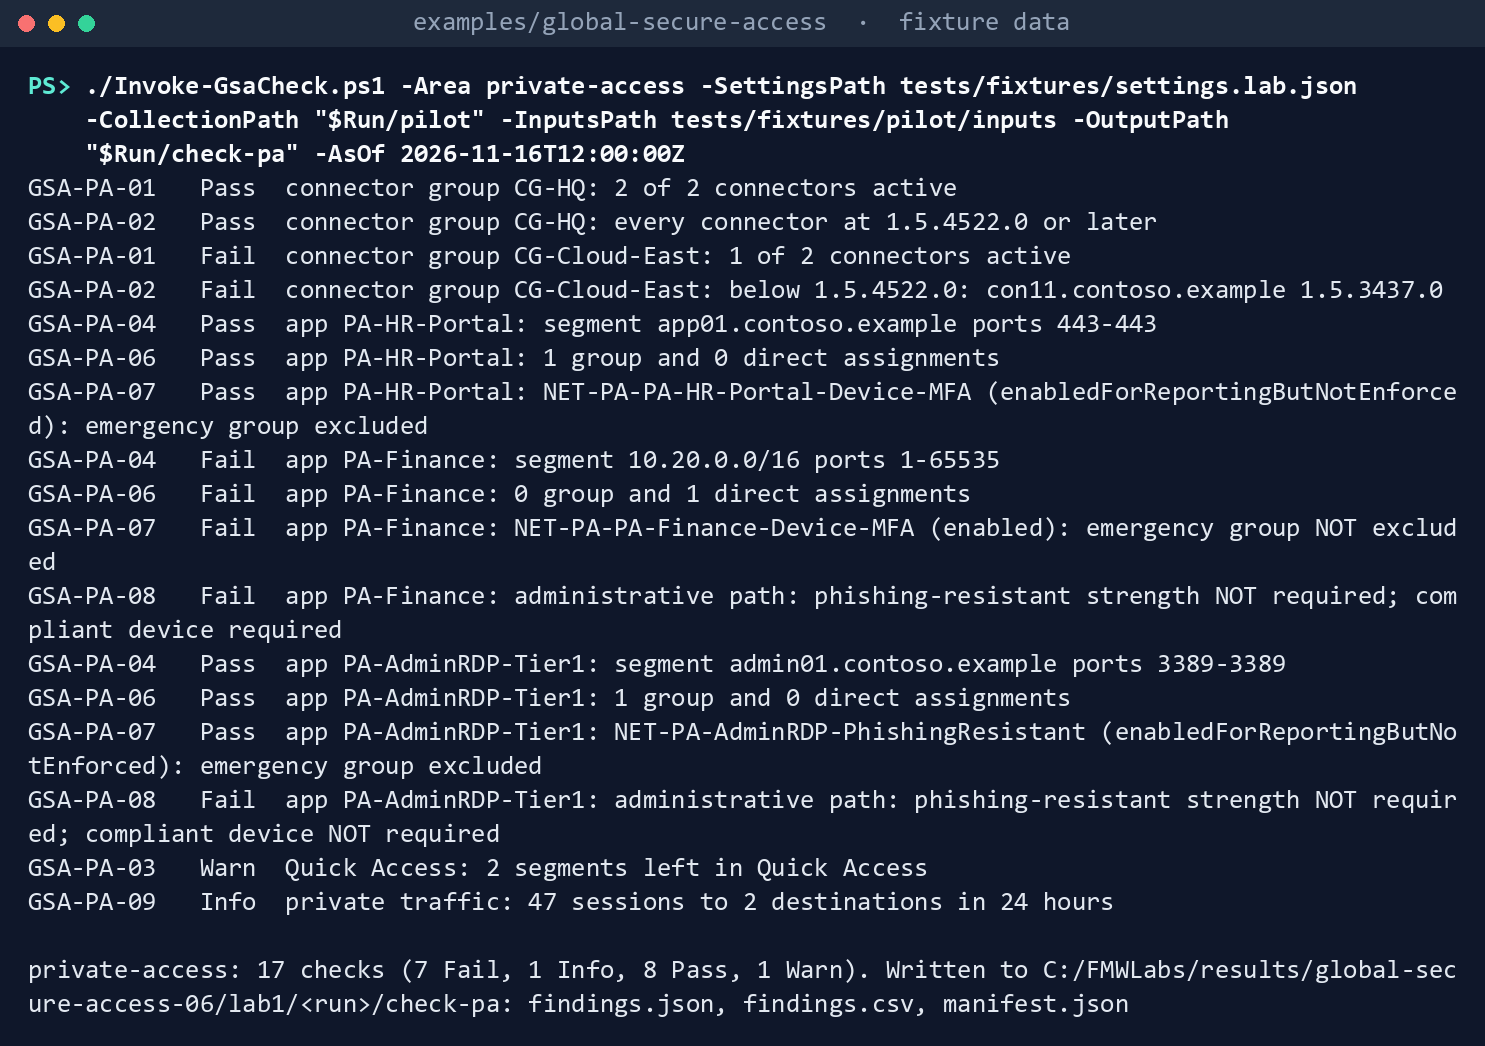 examples/global-secure-access · fixture data
PS> ./Invoke-GsaCheck.ps1 -Area private-access -SettingsPath tests/fixtures/settings.lab.json
-CollectionPath "$Run/pilot" -InputsPath tests/fixtures/pilot/inputs -OutputPath
"$Run/check-pa" -AsOf 2026-11-16T12:00:00Z
GSA-PA-01 Pass connector group CG-HQ: 2 of 2 connectors active
GSA-PA-02 Pass connector group CG-HQ: every connector at 1.5.4522.0 or later
GSA-PA-01 Fail connector group CG-Cloud-East: 1 of 2 connectors active
GSA-PA-02 Fail connector group CG-Cloud-East: below 1.5.4522.0: con11.contoso.example 1.5.3437.0
GSA-PA-04 Pass app PA-HR-Portal: segment app01.contoso.example ports 443-443
GSA-PA-06 Pass app PA-HR-Portal: 1 group and 0 direct assignments
GSA-PA-07 Pass app PA-HR-Portal: NET-PA-PA-HR-Portal-Device-MFA (enabledForReportingButNotEnforce
d): emergency group excluded
GSA-PA-04 Fail app PA-Finance: segment 10.20.0.0/16 ports 1-65535
GSA-PA-06 Fail app PA-Finance: 0 group and 1 direct assignments
GSA-PA-07 Fail app PA-Finance: NET-PA-PA-Finance-Device-MFA (enabled): emergency group NOT exclud
ed
GSA-PA-08 Fail app PA-Finance: administrative path: phishing-resistant strength NOT required; com
pliant device required
GSA-PA-04 Pass app PA-AdminRDP-Tier1: segment admin01.contoso.example ports 3389-3389
GSA-PA-06 Pass app PA-AdminRDP-Tier1: 1 group and 0 direct assignments
GSA-PA-07 Pass app PA-AdminRDP-Tier1: NET-PA-AdminRDP-PhishingResistant (enabledForReportingButNo
tEnforced): emergency group excluded
GSA-PA-08 Fail app PA-AdminRDP-Tier1: administrative path: phishing-resistant strength NOT requir
ed; compliant device NOT required
GSA-PA-03 Warn Quick Access: 2 segments left in Quick Access
GSA-PA-09 Info private traffic: 47 sessions to 2 destinations in 24 hours
private-access: 17 checks (7 Fail, 1 Info, 8 Pass, 1 Warn). Written to C:/FMWLabs/results/global-sec
ure-access-06/lab1/<run>/check-pa: findings.json, findings.csv, manifest.json